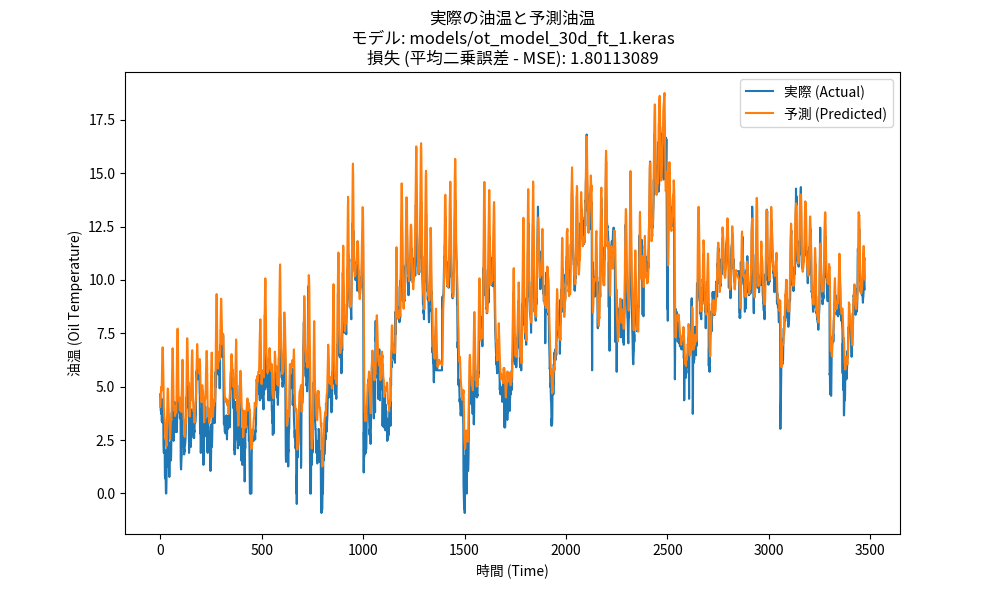 実際の油温と予測油温
モデル: models/ot_model_30d_ft_1.keras
損失 (平均二乗誤差 - MSE): 1.80113089
実際 (Actual)
予測 (Predicted)
油温 (Oil Temperature)
17.5
15.0
12.5
10.0
7.5
5.0
2.5
0.0
0
500
1000
1500
2000
2500
3000
3500
時間 (Time)